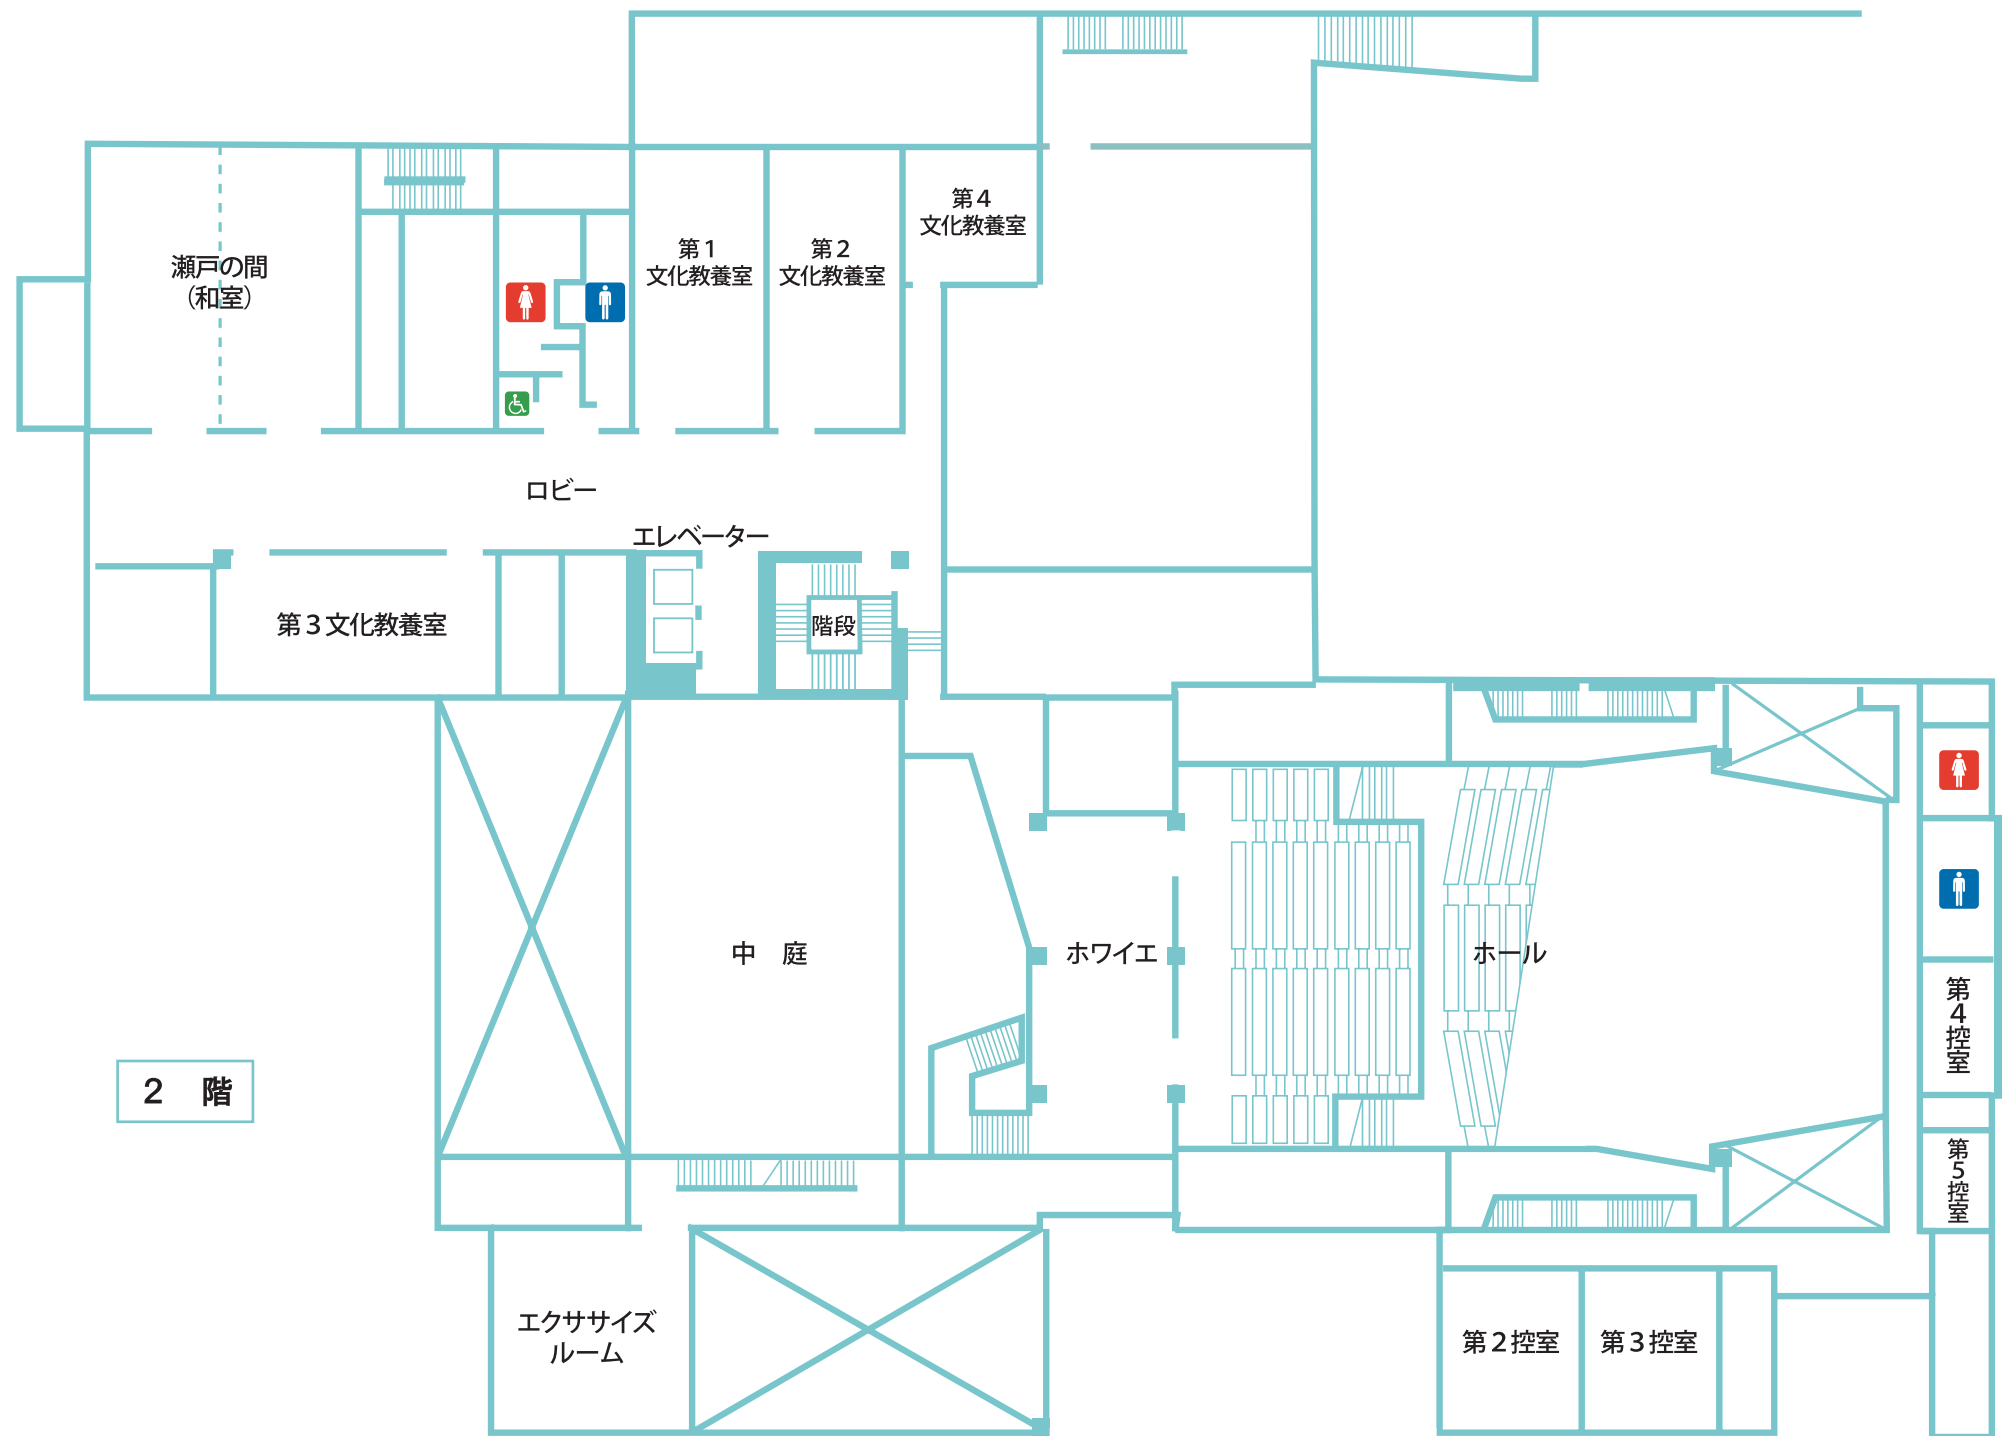 第4
文化教養室
第1
文化教養室
第2
文化教養室
瀬戸の間
（和室）
ロビー
エレベーター
第3文化教養室
階段
中　庭
ホワイエ
ホール
第4控室
第5控室
2　階
エクササイズ
ルーム
第2控室
第3控室